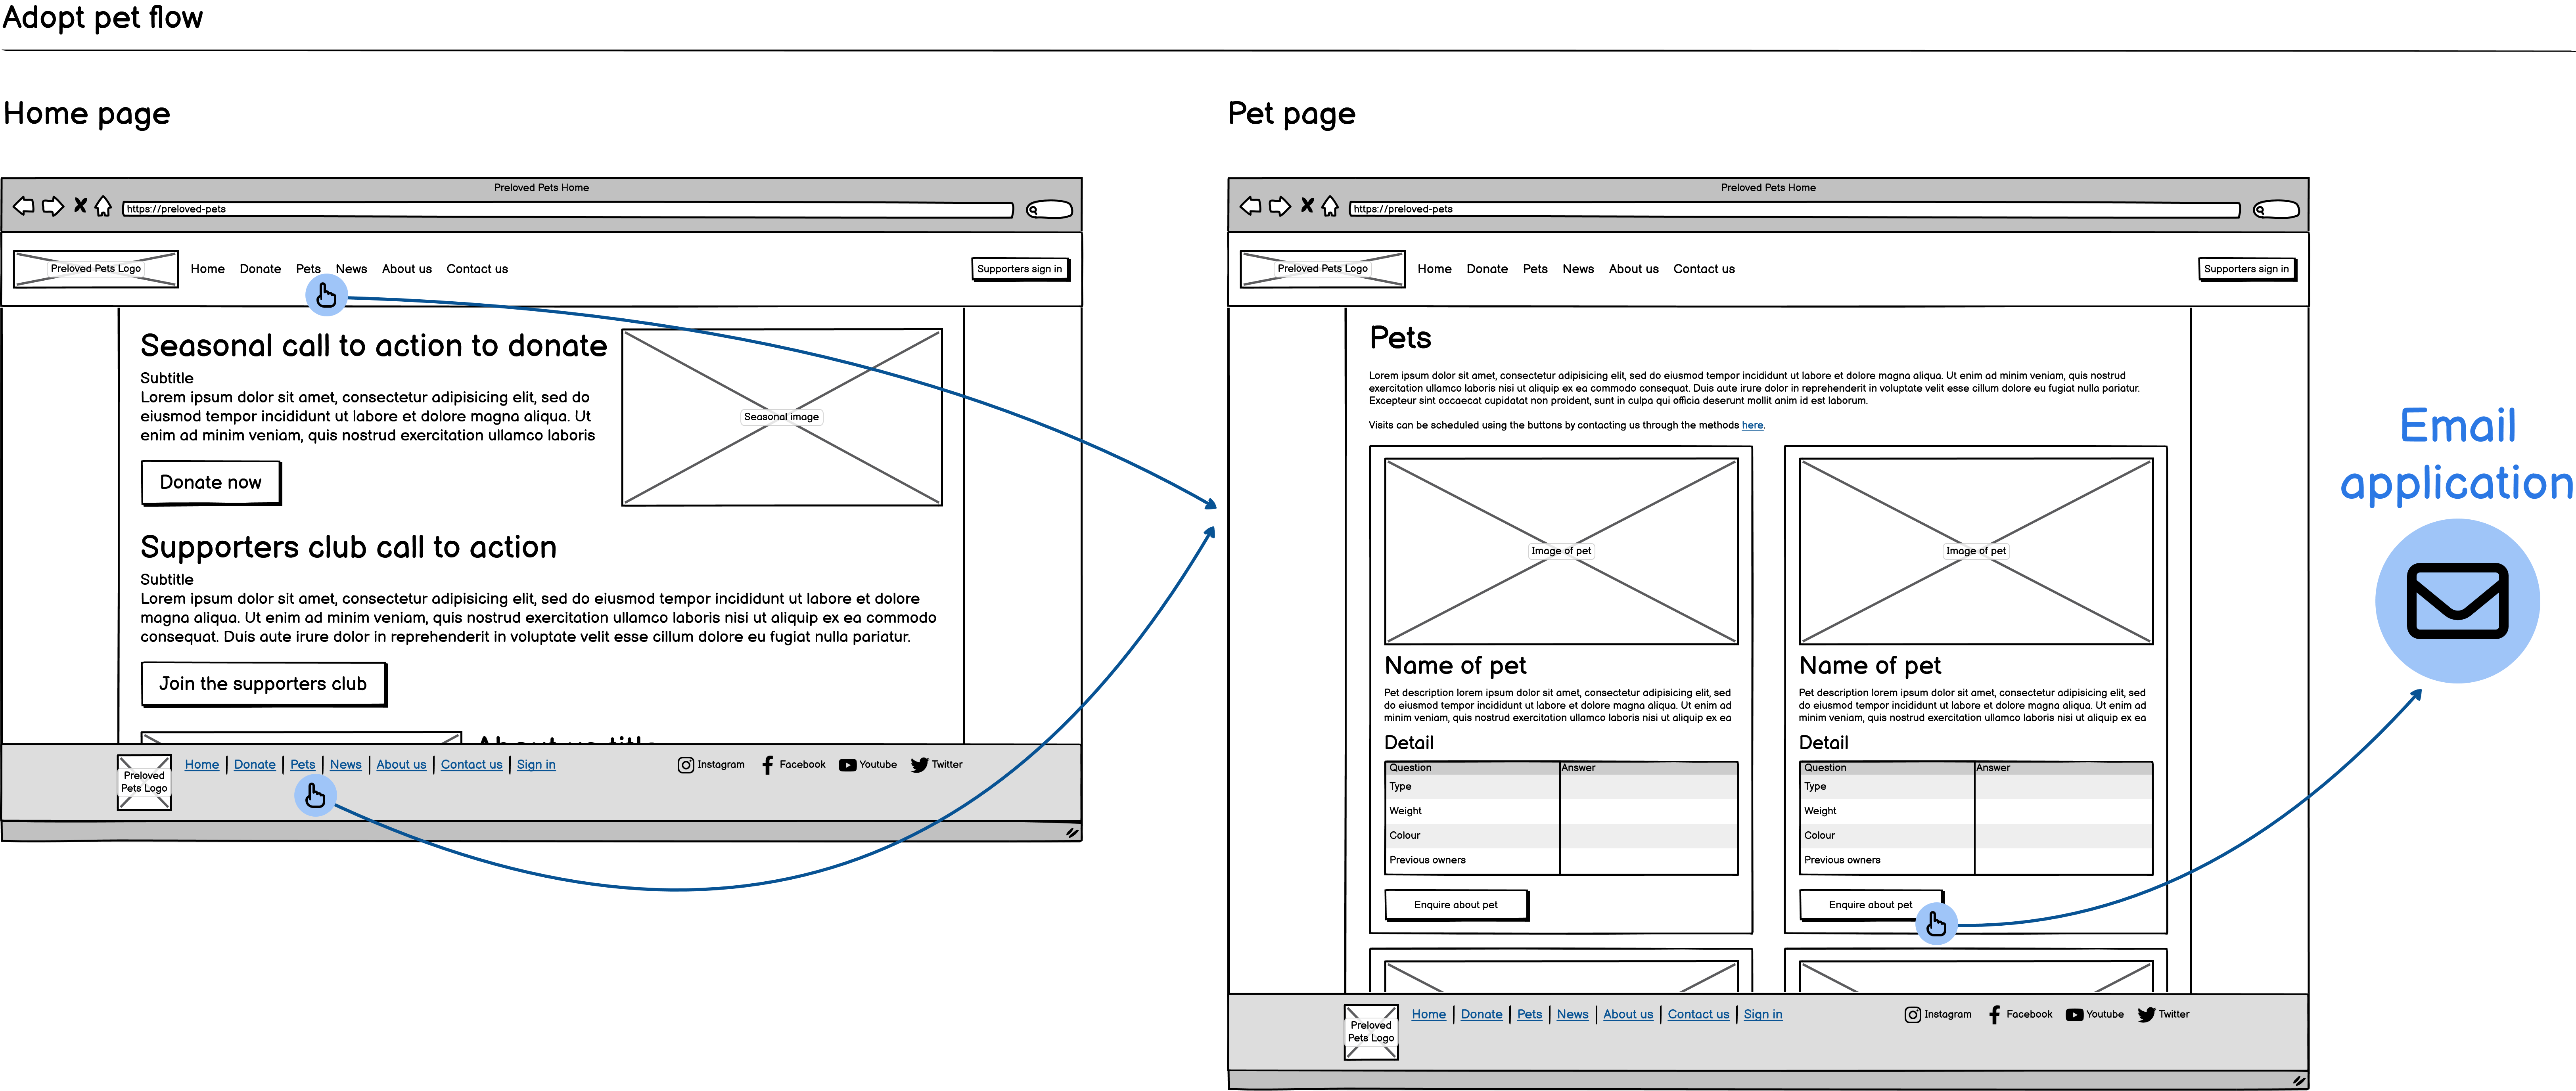 Adopt pet flow
Home page
Preloved Pets Home
https://preloved-pets
Preloved Pets Logo
Home Donate Pets News About us Contact us
Supporters sign in
Seasonal call to action to donate
Subtitle
Lorem ipsum dolor sit amet, consectetur adipisicing elit, sed do
eiusmod tempor incididunt ut labore et dolore magna aliqua. Ut
enim ad minim veniam, quis nostrud exercitation ullamco laboris
Donate now
Seasonal image
Supporters club call to action
Subtitle
Lorem ipsum dolor sit amet, consectetur adipisicing elit, sed do eiusmod tempor incididunt ut labore et dolore
magna aliqua. Ut enim ad minim veniam, quis nostrud exercitation ullamco laboris nisi ut aliquip ex ea commodo
consequat. Duis aute irure dolor in reprehenderit in voluptate velit esse cillum dolore eu fugiat nulla pariatur.
Join the supporters club
About us title
Preloved
Pets Logo
Home | Donate | Pets | News | About us | Contact us | Sign in
Instagram Facebook Youtube Twitter
Pet page
Preloved Pets Home
https://preloved-pets
Preloved Pets Logo
Home Donate Pets News About us Contact us
Supporters sign in
Pets
Lorem ipsum dolor sit amet, consectetur adipisicing elit, sed do eiusmod tempor incididunt ut labore et dolore magna aliqua. Ut enim ad minim veniam, quis nostrud
exercitation ullamco laboris nisi ut aliquip ex ea commodo consequat. Duis aute irure dolor in reprehenderit in voluptate velit esse cillum dolore eu fugiat nulla pariatur.
Excepteur sint occaecat cupidatat non proident, sunt in culpa qui officia deserunt mollit anim id est laborum.
Visits can be scheduled using the buttons by contacting us through the methods here.
Image of pet
Name of pet
Pet description lorem ipsum dolor sit amet, consectetur adipisicing elit, sed
do eiusmod tempor incididunt ut labore et dolore magna aliqua. Ut enim ad
minim veniam, quis nostrud exercitation ullamco laboris nisi ut aliquip ex ea
Detail
Question Answer
Type
Weight
Colour
Previous owners
Enquire about pet
Image of pet
Name of pet
Pet description lorem ipsum dolor sit amet, consectetur adipisicing elit, sed
do eiusmod tempor incididunt ut labore et dolore magna aliqua. Ut enim ad
minim veniam, quis nostrud exercitation ullamco laboris nisi ut aliquip ex ea
Detail
Question Answer
Type
Weight
Colour
Previous owners
Enquire about pet
Preloved
Pets Logo
Home | Donate | Pets | News | About us | Contact us | Sign in
Instagram Facebook Youtube Twitter
Email
application